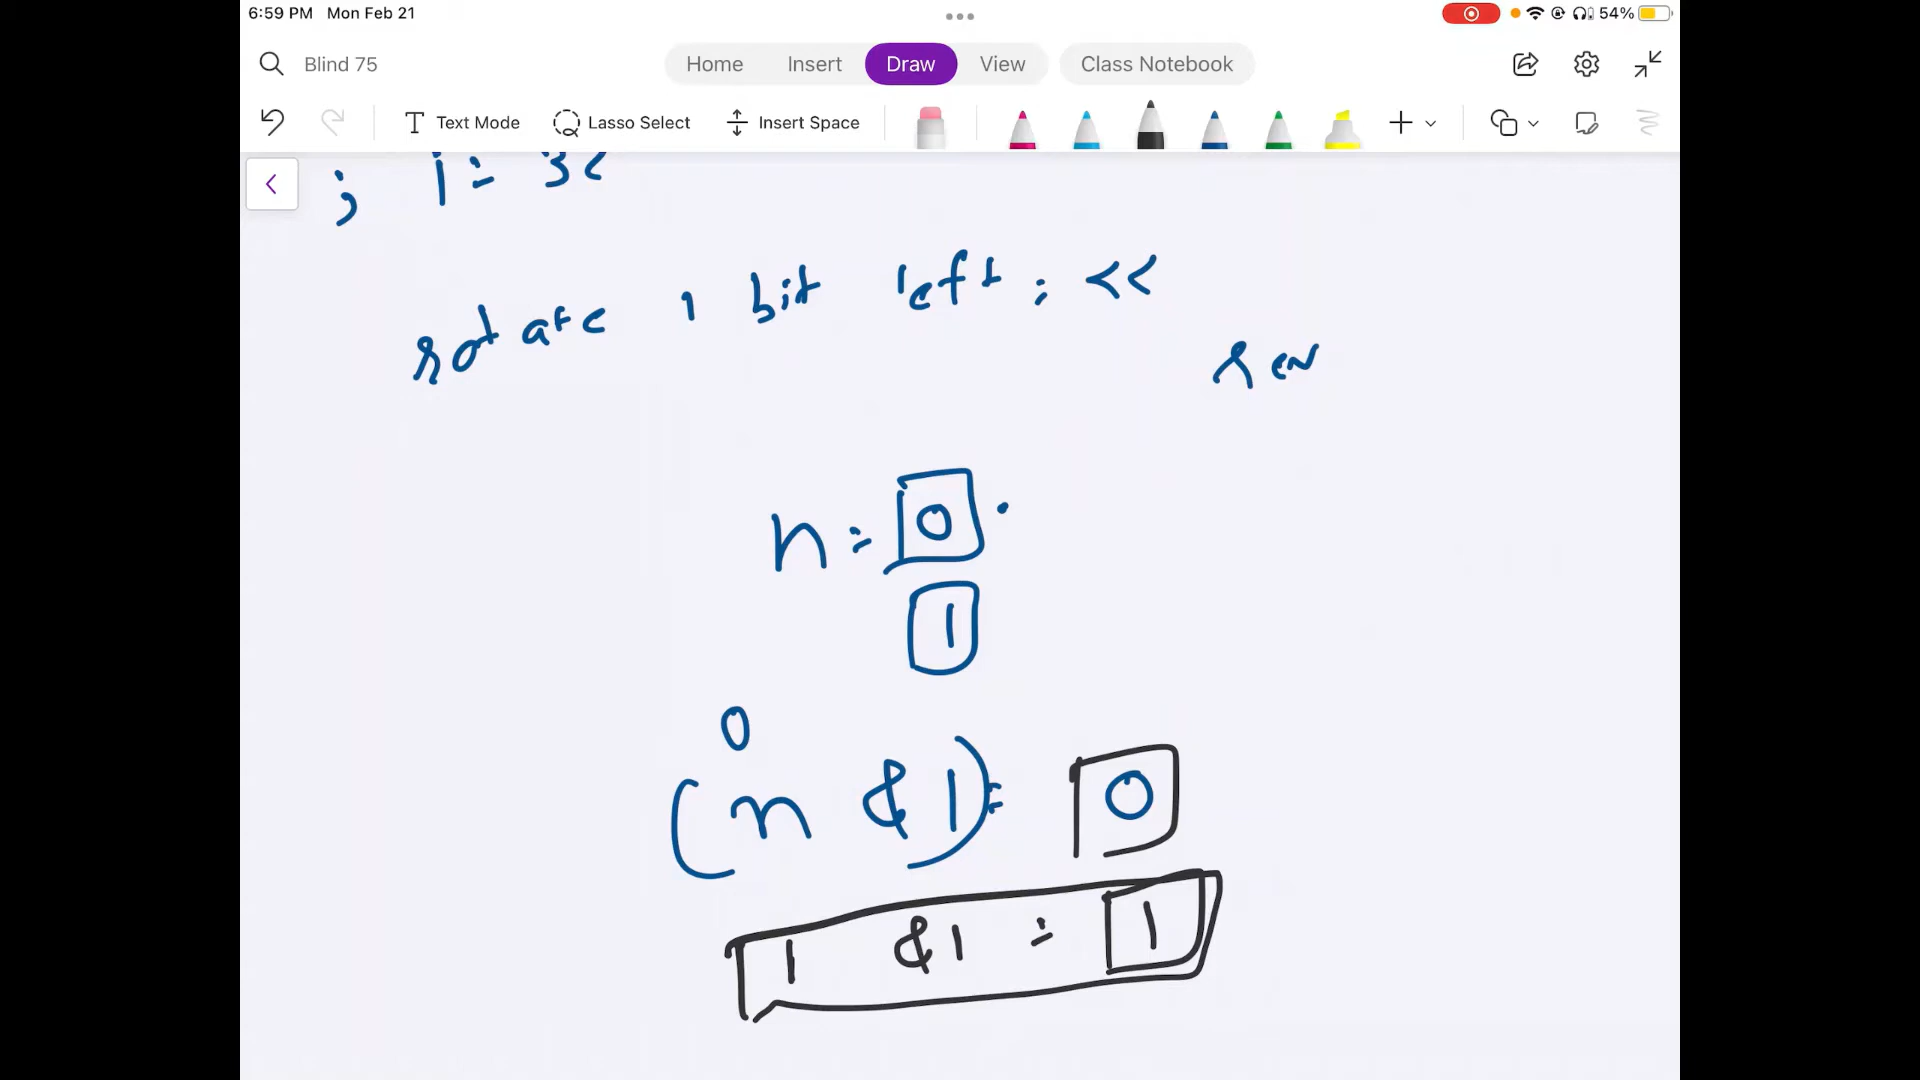 6:59 PM Mon Feb 21
54%
Blind 75
Home Insert Draw View Class Notebook
Text Mode Lasso Select Insert Space
; i = 32
rotate 1 bit left : <<
rev
n = 0 .
1
0
(n & 1) = 0
1 & 1 = 1